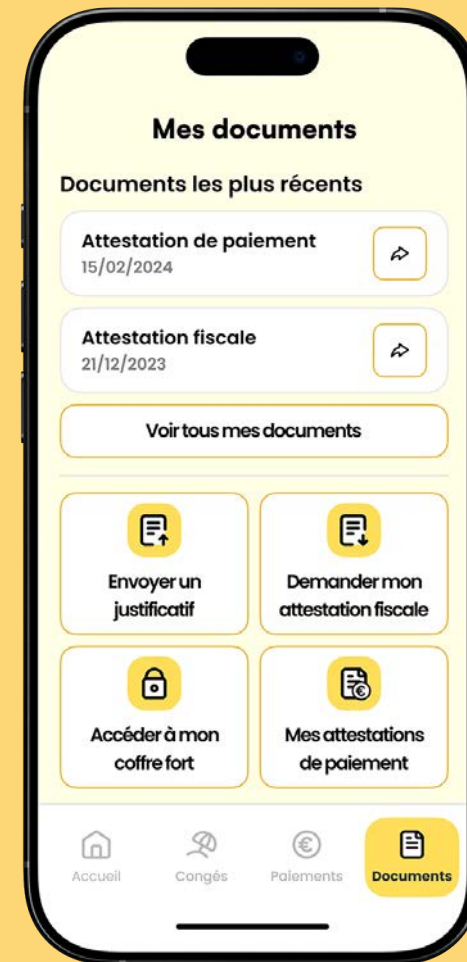 Mes documents
Documents les plus récents
Attestation de paiement
15/02/2024
Attestation fiscale
21/12/2023
Voir tous mes documents
Envoyer un
justificatif
Demander mon
attestation fiscale
Accéder à mon
coffre fort
Mes attestations
de paiement
Accueil
Congés
Paiements
Documents